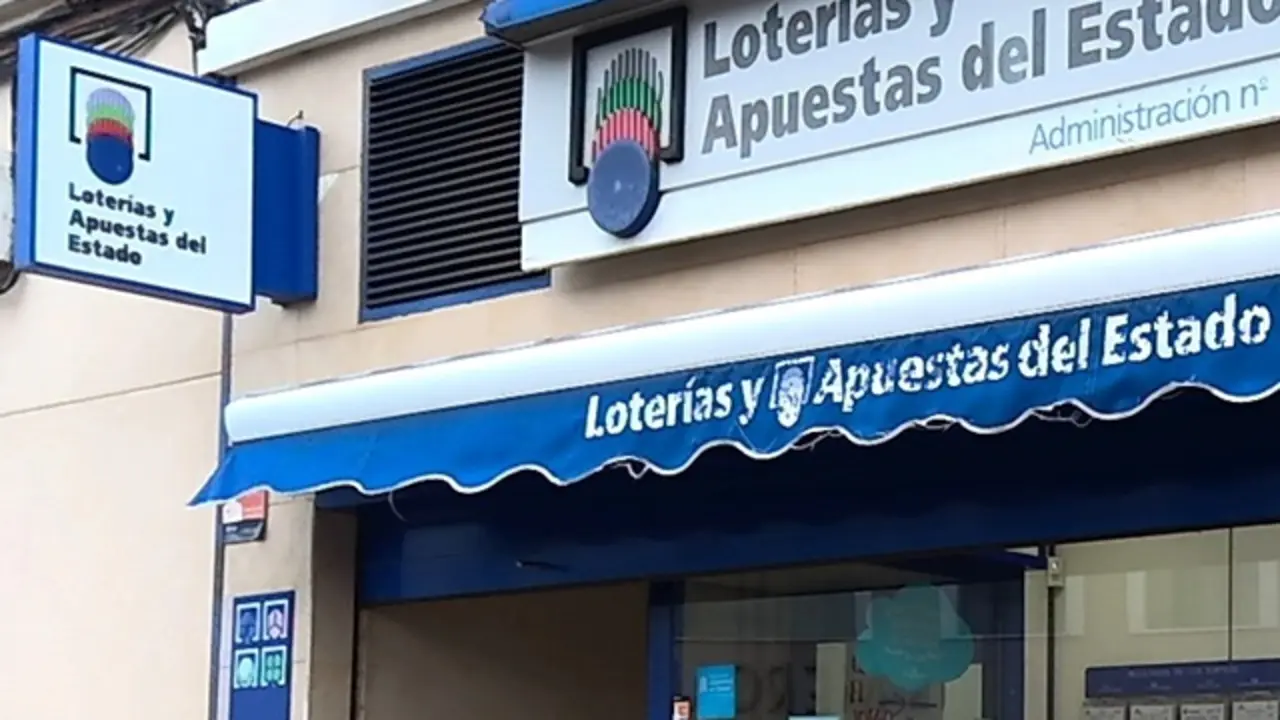 Loterías y
Apuestas del
Estado
Loterías y
Apuestas del Estado
Administración nº
Loterías y Apuestas del Estado